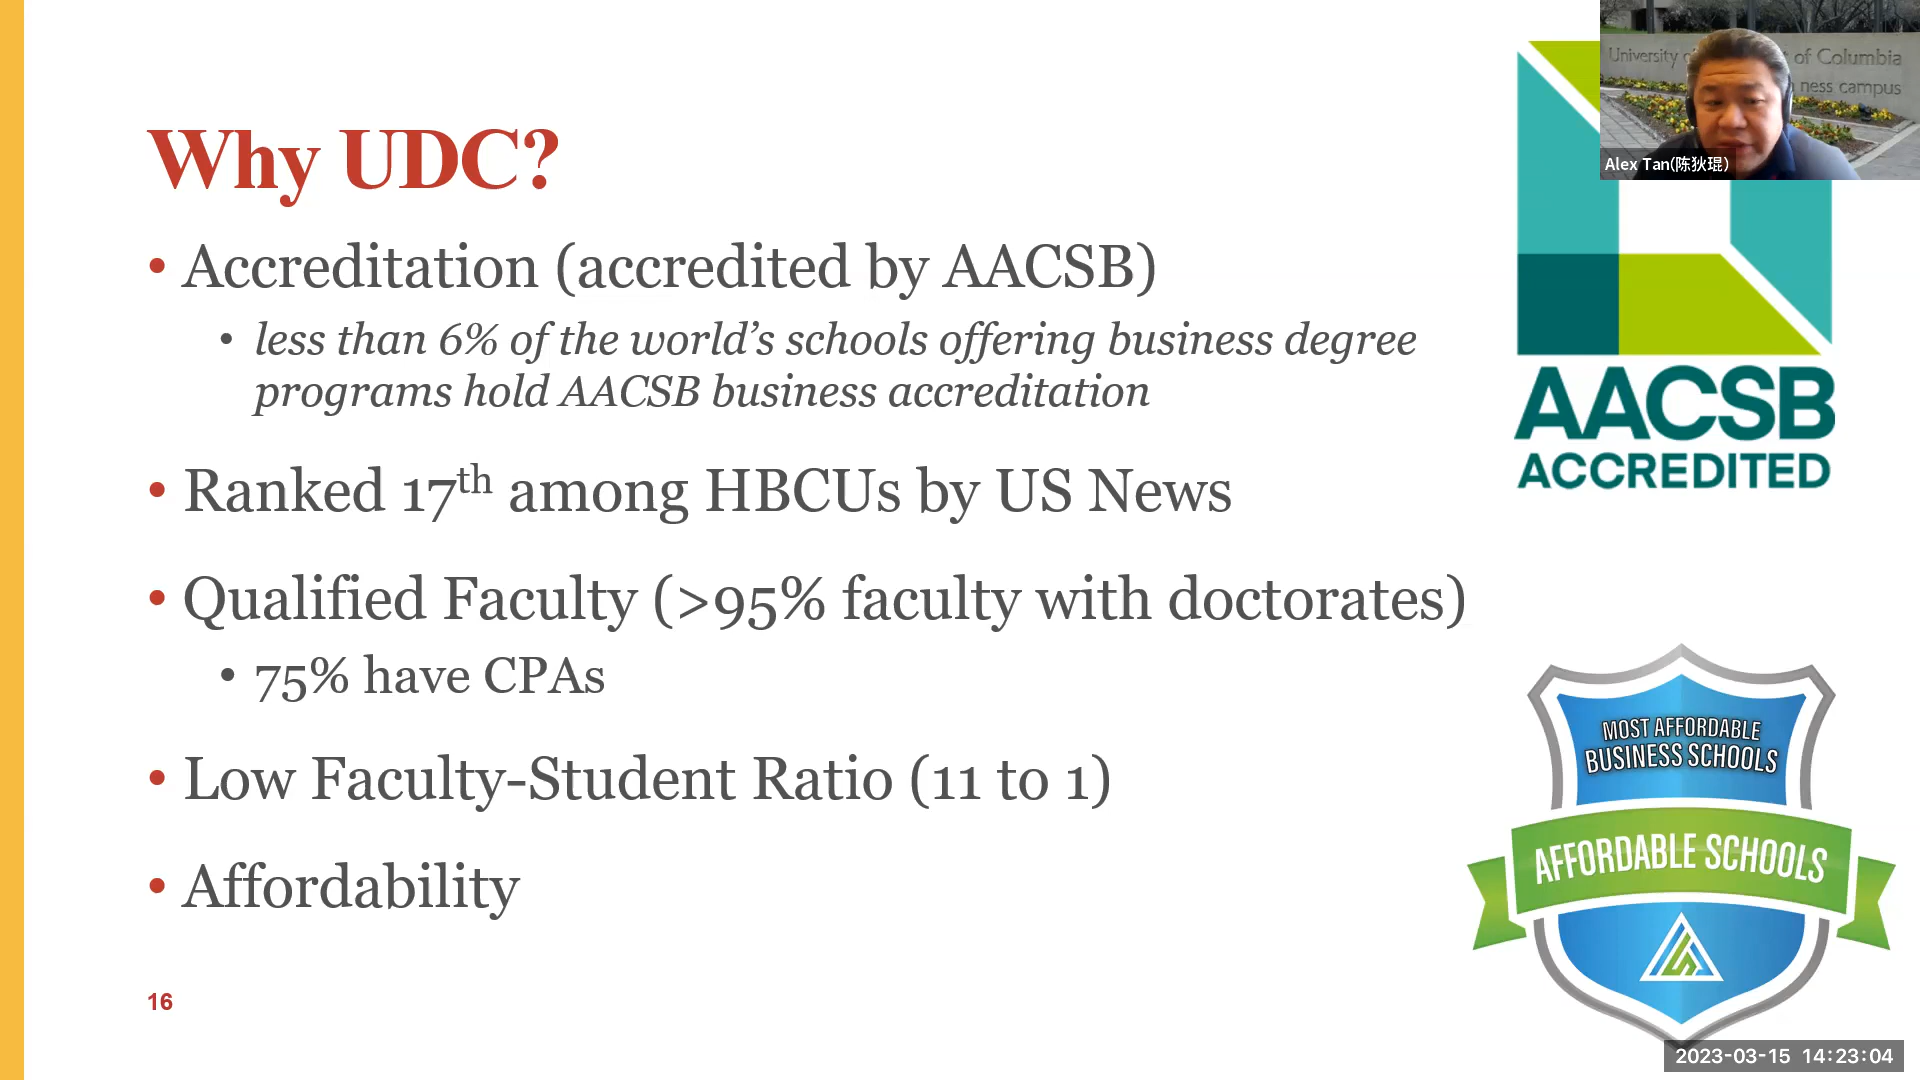 Why UDC?
• Accreditation (accredited by AACSB)
• less than 6% of the world's schools offering business degree
programs hold AACSB business accreditation
• Ranked 17th among HBCUs by US News
• Qualified Faculty (>95% faculty with doctorates)
• 75% have CPAs
• Low Faculty-Student Ratio (11 to 1)
• Affordability
16
University of Columbia
ness campus
Alex Tan(陈狄琨)
AACSB
ACCREDITED
MOST AFFORDABLE
BUSINESS SCHOOLS
AFFORDABLE SCHOOLS
2023-03-15 14:23:04